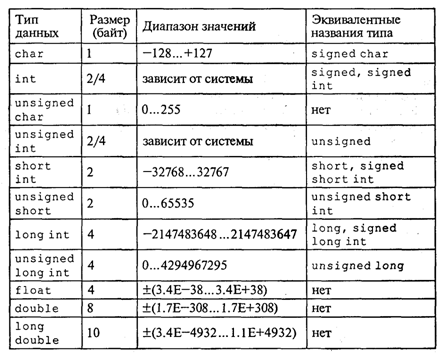 Тип данных | Размер (байт) | Диапазон значений | Эквивалентные названия типа
char | 1 | −128...+127 | signed char
int | 2/4 | зависит от системы | signed, signed int
unsigned char | 1 | 0...255 | нет
unsigned int | 2/4 | зависит от системы | unsigned
short int | 2 | −32768...32767 | short, signed short int
unsigned short | 2 | 0...65535 | unsigned short int
long int | 4 | −2147483648...2147483647 | long, signed long int
unsigned long int | 4 | 0...4294967295 | unsigned long
float | 4 | ±(3.4E−38...3.4E+38) | нет
double | 8 | ±(1.7E−308...1.7E+308) | нет
long double | 10 | ±(3.4E−4932...1.1E+4932) | нет